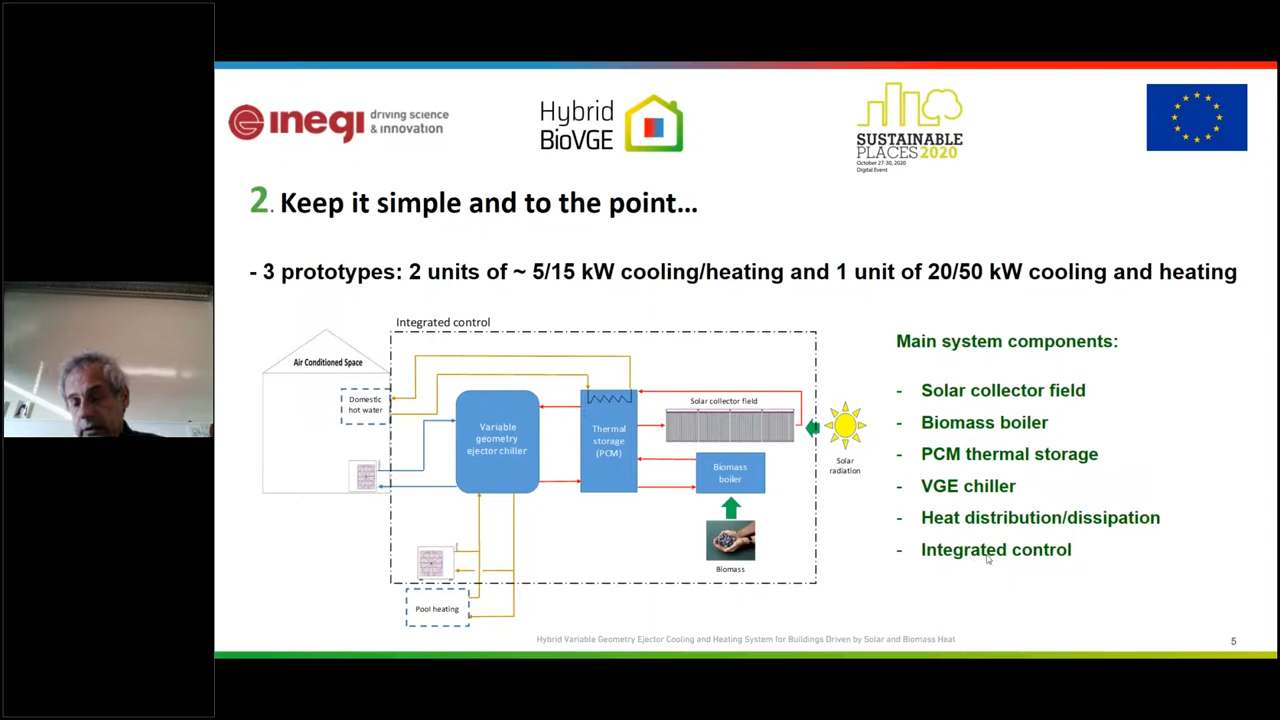 INEGI driving science
& innovation
Hybrid
BioVGE
SUSTAINABLE
PLACES 2020
October 27-30, 2020
Digital Event
2. Keep it simple and to the point...
- 3 prototypes: 2 units of ~ 5/15 kW cooling/heating and 1 unit of 20/50 kW cooling and heating
Integrated control
Air Conditioned Space
Domestic
hot water
Variable
geometry
ejector chiller
Thermal
storage
(PCM)
Solar collector field
Biomass
boiler
Solar
radiation
Biomass
Pool heating
Main system components:
- Solar collector field
- Biomass boiler
- PCM thermal storage
- VGE chiller
- Heat distribution/dissipation
- Integrated control
Hybrid Variable Geometry Ejector Cooling and Heating System for Buildings Driven by Solar and Biomass Heat
5